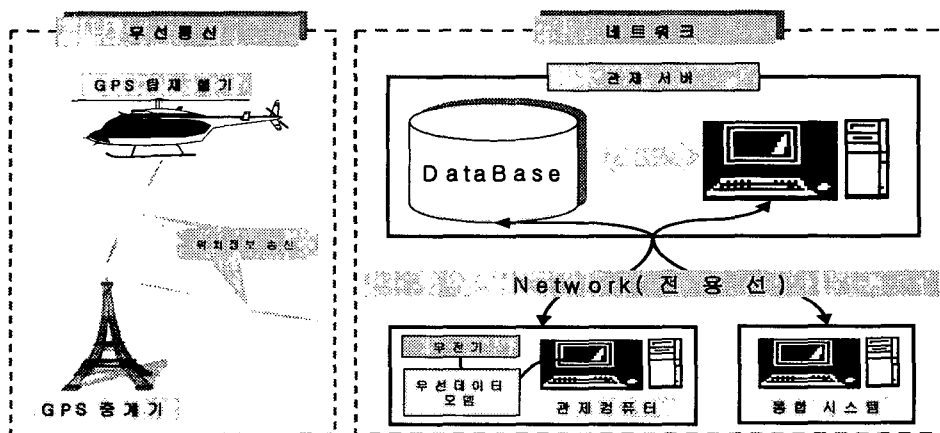 무선통신
GPS 탑재 헬기
위치정보 송신
GPS 중계기
네트워크
관제 서버
DataBase
Network( 전 용 선 )
무전기
무선데이터
모뎀
관제컴퓨터
통합 시스템